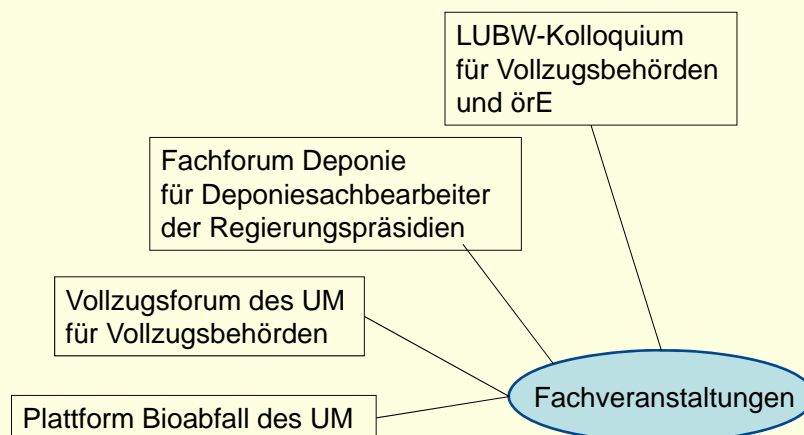 LUBW-Kolloquium
für Vollzugsbehörden
und örE
Fachforum Deponie
für Deponiesachbearbeiter
der Regierungspräsidien
Vollzugsforum des UM
für Vollzugsbehörden
Fachveranstaltungen
Plattform Bioabfall des UM